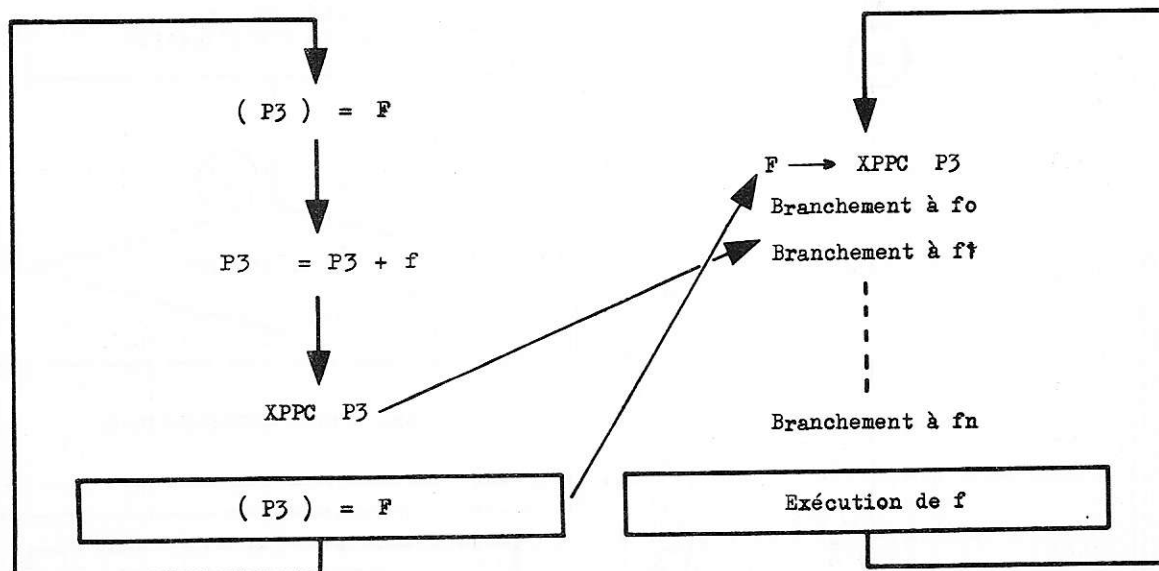 ( P3 ) = F
P3 = P3 + f
XPPC P3
( P3 ) = F
F → XPPC P3
Branchement à fo
Branchement à f1
Branchement à fn
Exécution de f